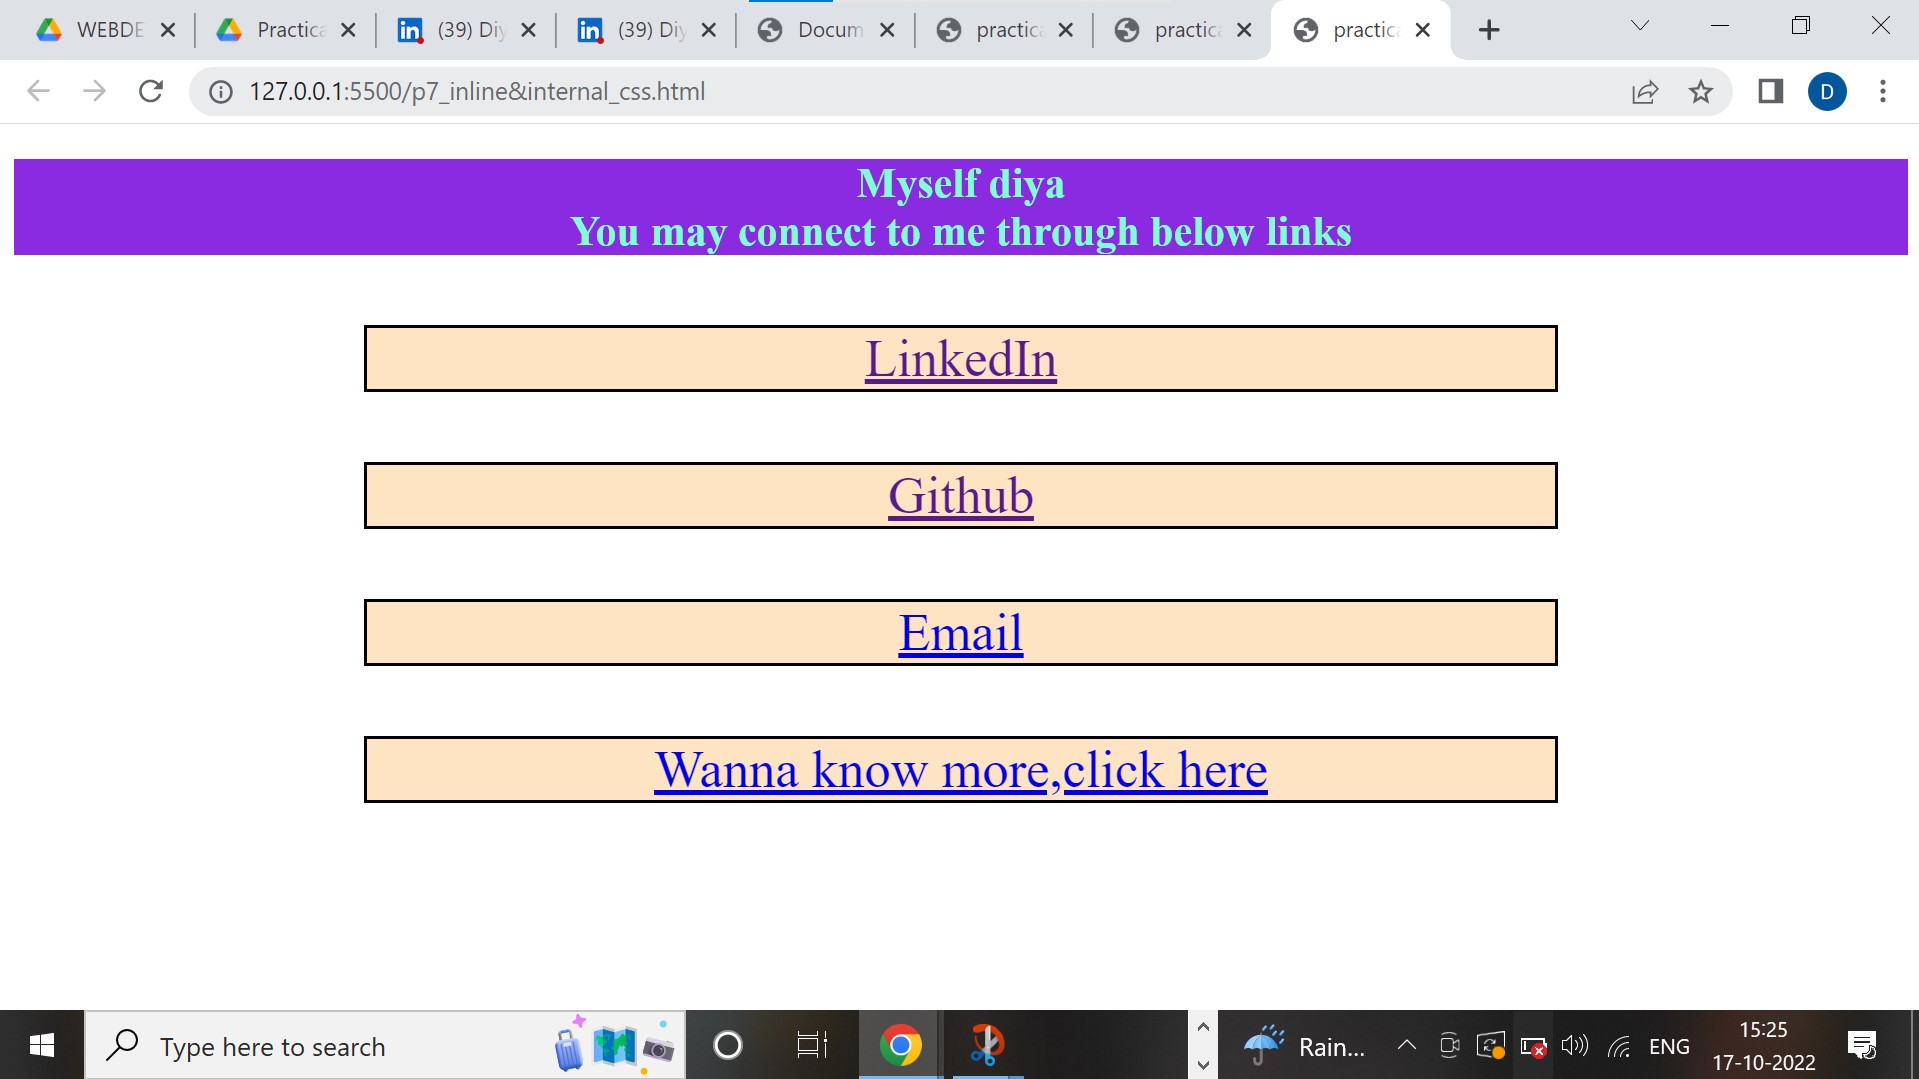 WEBDE
Practica
(39) Diy
(39) Diy
Docum
practic
practic
practic
127.0.0.1:5500/p7_inline&internal_css.html
D
Myself diya
You may connect to me through below links
LinkedIn
Github
Email
Wanna know more,click here
Type here to search
Rain...
ENG
15:25
17-10-2022